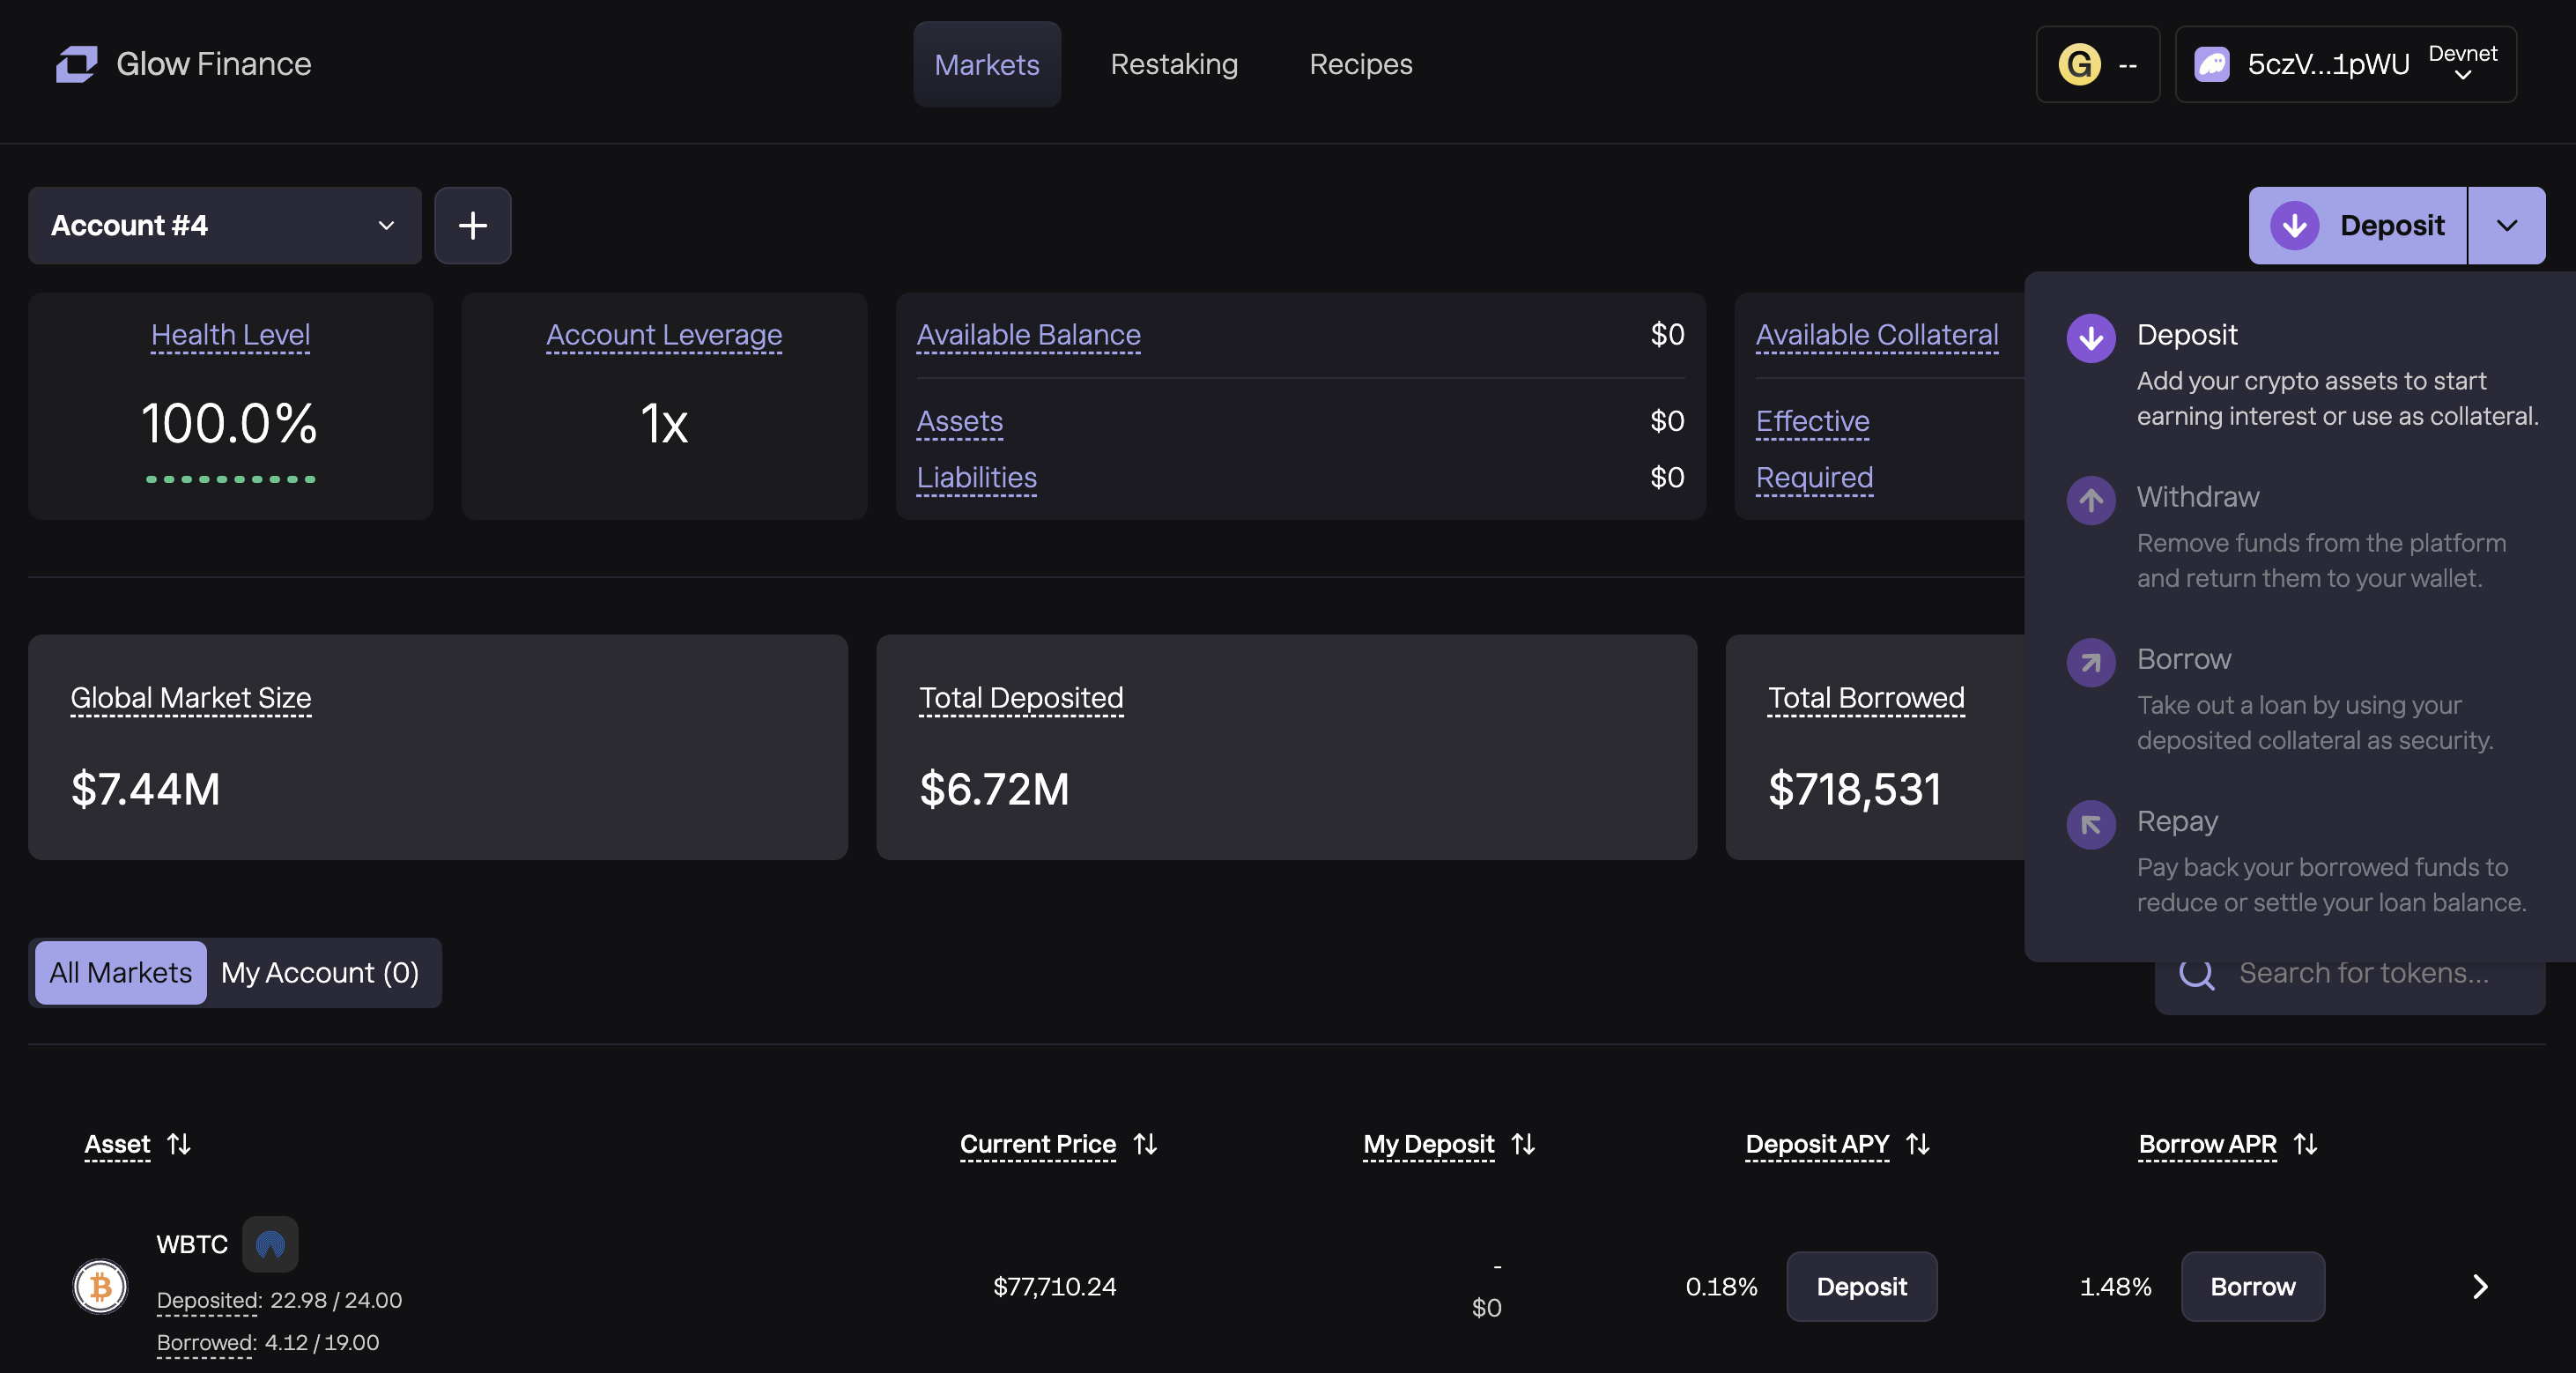 Glow Finance
Markets
Restaking
Recipes
G --
5czV...1pWU
Devnet
Account #4
Deposit
Health Level
100.0%
Account Leverage
1x
Available Balance $0
Assets $0
Liabilities $0
Available Collateral
Effective
Required
Deposit
Add your crypto assets to start
earning interest or use as collateral.
Withdraw
Remove funds from the platform
and return them to your wallet.
Borrow
Take out a loan by using your
deposited collateral as security.
Repay
Pay back your borrowed funds to
reduce or settle your loan balance.
Global Market Size
$7.44M
Total Deposited
$6.72M
Total Borrowed
$718,531
All Markets
My Account (0)
Search for tokens...
Asset
Current Price
My Deposit
Deposit APY
Borrow APR
WBTC
Deposited: 22.98 / 24.00
Borrowed: 4.12 / 19.00
$77,710.24
-
$0
0.18%
Deposit
1.48%
Borrow